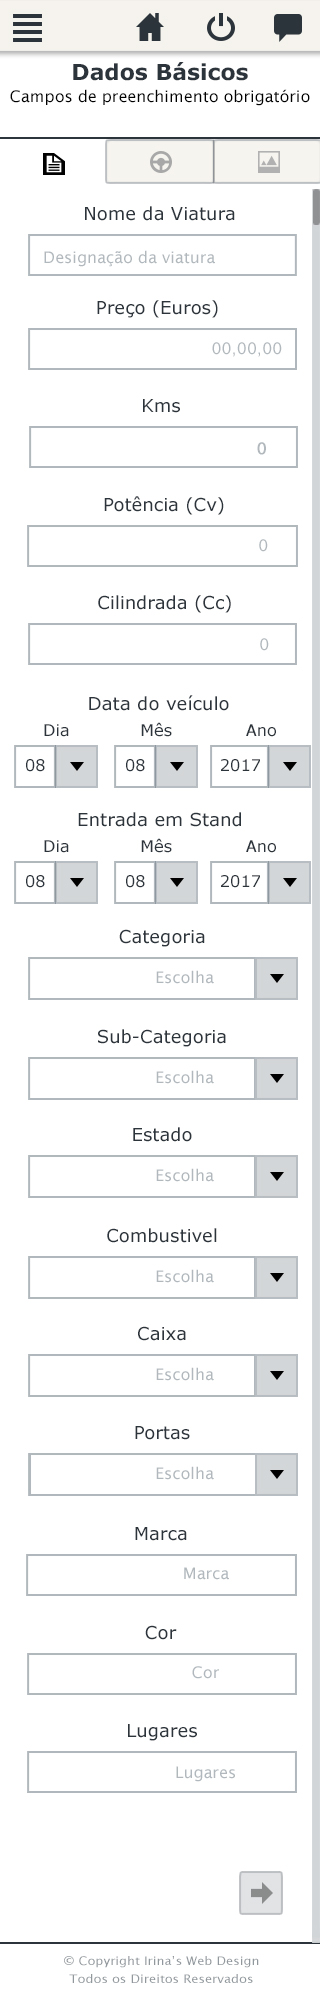 Dados Básicos
Campos de preenchimento obrigatório
Nome da Viatura
Designação da viatura
Preço (Euros)
00,00,00
Kms
0
Potência (Cv)
0
Cilindrada (Cc)
0
Data do veículo
Dia Mês Ano
08 08 2017
Entrada em Stand
Dia Mês Ano
08 08 2017
Categoria
Escolha
Sub-Categoria
Escolha
Estado
Escolha
Combustivel
Escolha
Caixa
Escolha
Portas
Escolha
Marca
Marca
Cor
Cor
Lugares
Lugares
© Copyright Irina's Web Design
Todos os Direitos Reservados